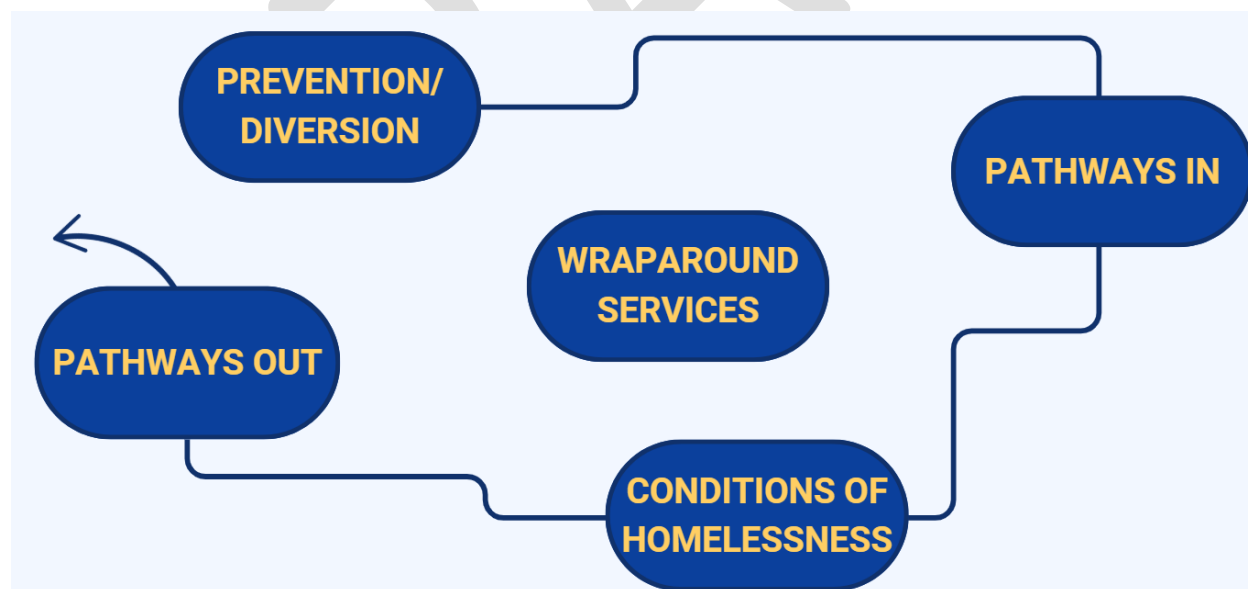 PREVENTION/
DIVERSION
PATHWAYS IN
WRAPAROUND
SERVICES
PATHWAYS OUT
CONDITIONS OF
HOMELESSNESS